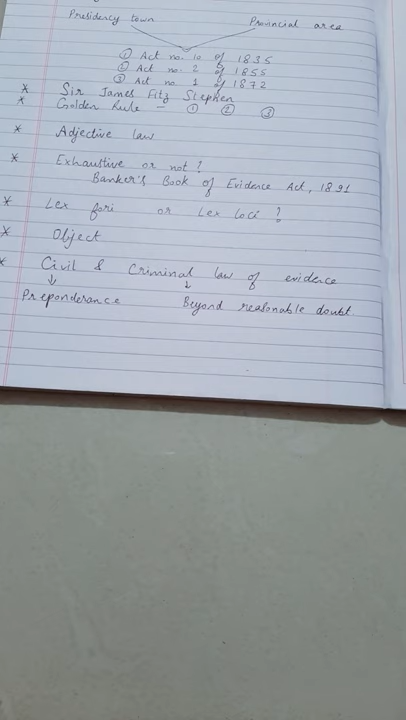 Presidency town Provincial area
① Act no. 10 of 1835
② Act no. 2 of 1855
③ Act no 1 of 1872
* Sir James Fitz Stephen
* Golden Rule – ① ② ③
* Adjective law
* Exhaustive or not?
Banker's Book of Evidence Act, 1891
* Lex fori or Lex loci?
* Object
* Civil & Criminal law of evidence
↓ ↓
Preponderance Beyond reasonable doubt